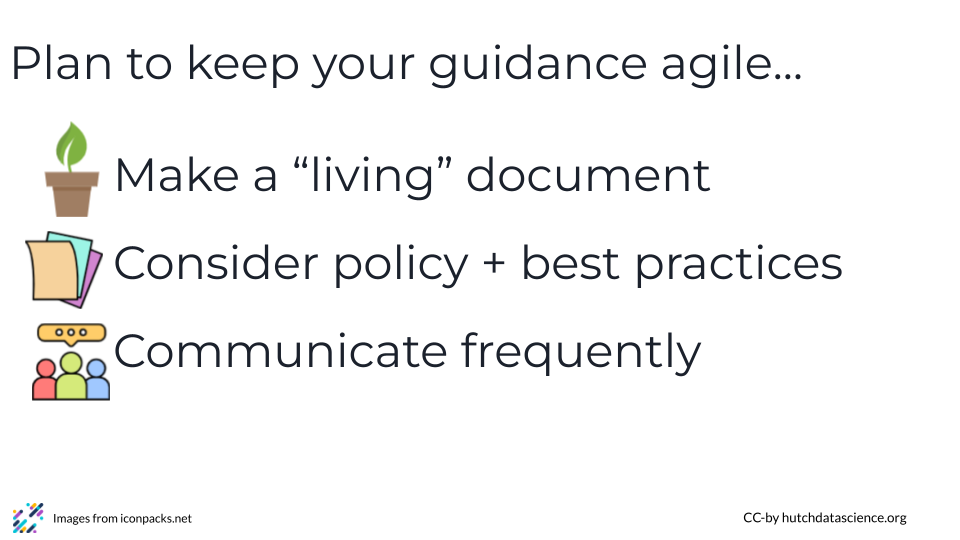 Plan to keep your guidance agile...
Make a “living” document
Consider policy + best practices
Communicate frequently
Images from iconpacks.net
CC-by hutchdatascience.org